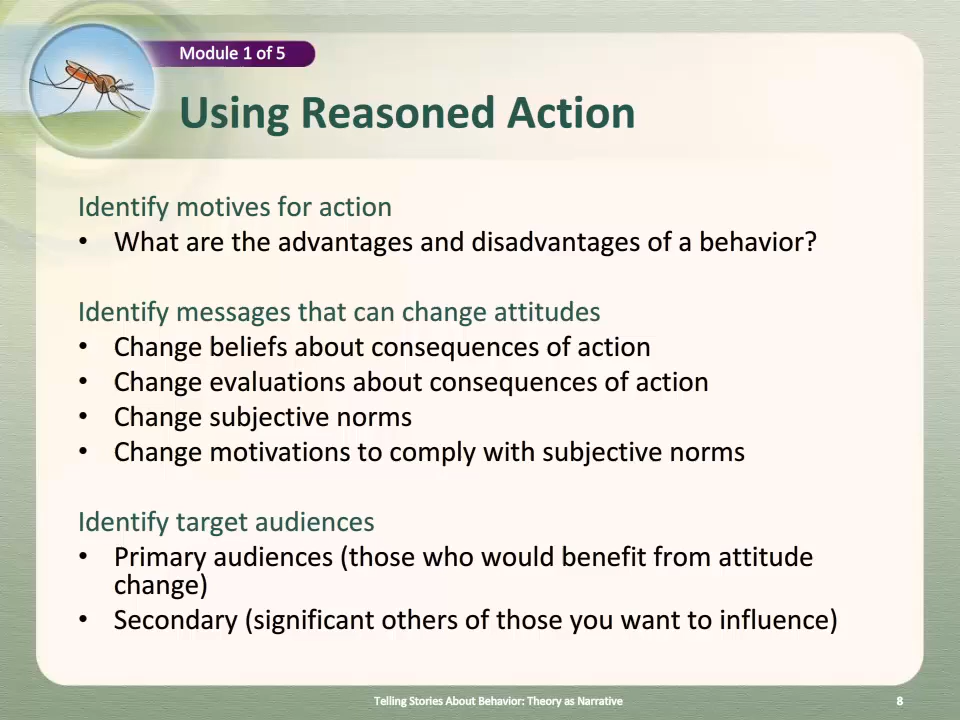 Module 1 of 5
Using Reasoned Action
Identify motives for action
• What are the advantages and disadvantages of a behavior?
Identify messages that can change attitudes
• Change beliefs about consequences of action
• Change evaluations about consequences of action
• Change subjective norms
• Change motivations to comply with subjective norms
Identify target audiences
• Primary audiences (those who would benefit from attitude
change)
• Secondary (significant others of those you want to influence)
Telling Stories About Behavior: Theory as Narrative
8